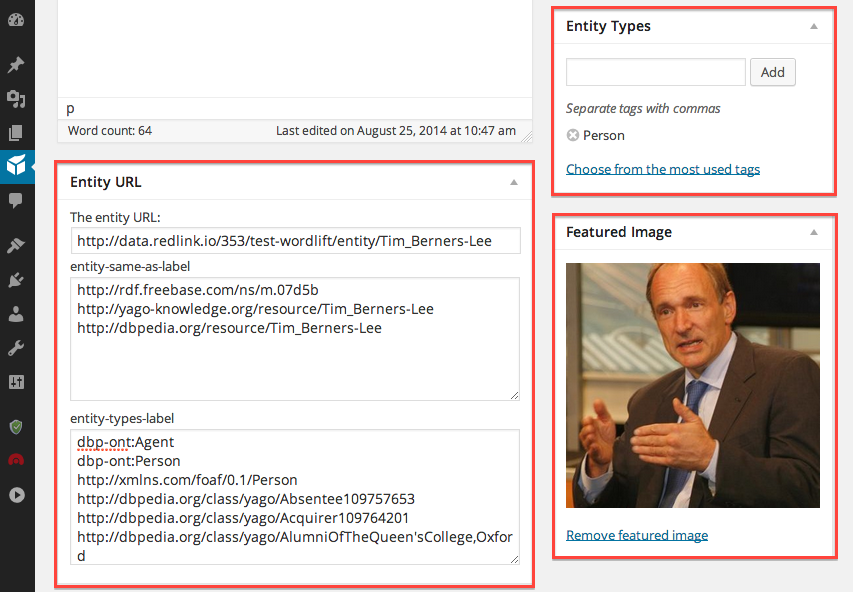 p
Word count: 64 Last edited on August 25, 2014 at 10:47 am
Entity URL
The entity URL:
http://data.redlink.io/353/test-wordlift/entity/Tim_Berners-Lee
entity-same-as-label
http://rdf.freebase.com/ns/m.07d5b
http://yago-knowledge.org/resource/Tim_Berners-Lee
http://dbpedia.org/resource/Tim_Berners-Lee
entity-types-label
dbp-ont:Agent
dbp-ont:Person
http://xmlns.com/foaf/0.1/Person
http://dbpedia.org/class/yago/Absentee109757653
http://dbpedia.org/class/yago/Acquirer109764201
http://dbpedia.org/class/yago/AlumniOfTheQueen'sCollege,Oxfor
d
Entity Types
Add
Separate tags with commas
Person
Choose from the most used tags
Featured Image
Remove featured image